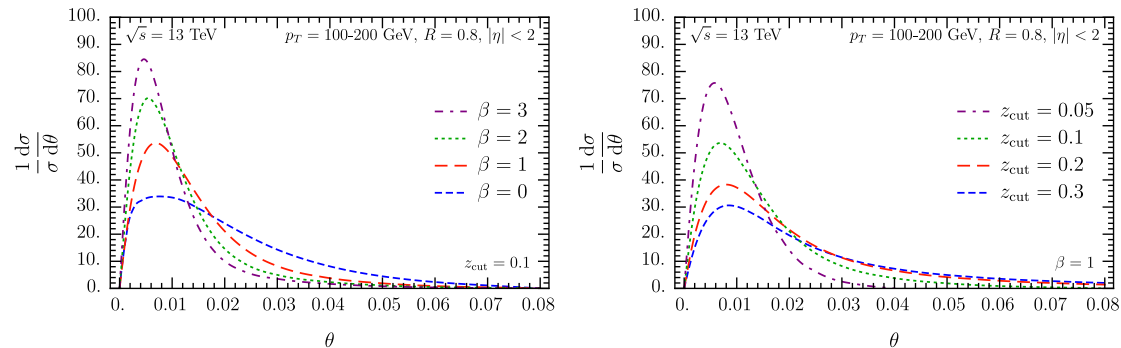 √s = 13 TeV
p_T = 100-200 GeV, R = 0.8, |η| < 2
100.
90.
80.
70.
60.
50.
40.
30.
20.
10.
0.
1/σ dσ/dθ
β = 3
β = 2
β = 1
β = 0
z_cut = 0.1
0. 0.01 0.02 0.03 0.04 0.05 0.06 0.07 0.08
θ
√s = 13 TeV
p_T = 100-200 GeV, R = 0.8, |η| < 2
100.
90.
80.
70.
60.
50.
40.
30.
20.
10.
0.
1/σ dσ/dθ
z_cut = 0.05
z_cut = 0.1
z_cut = 0.2
z_cut = 0.3
β = 1
0. 0.01 0.02 0.03 0.04 0.05 0.06 0.07 0.08
θ